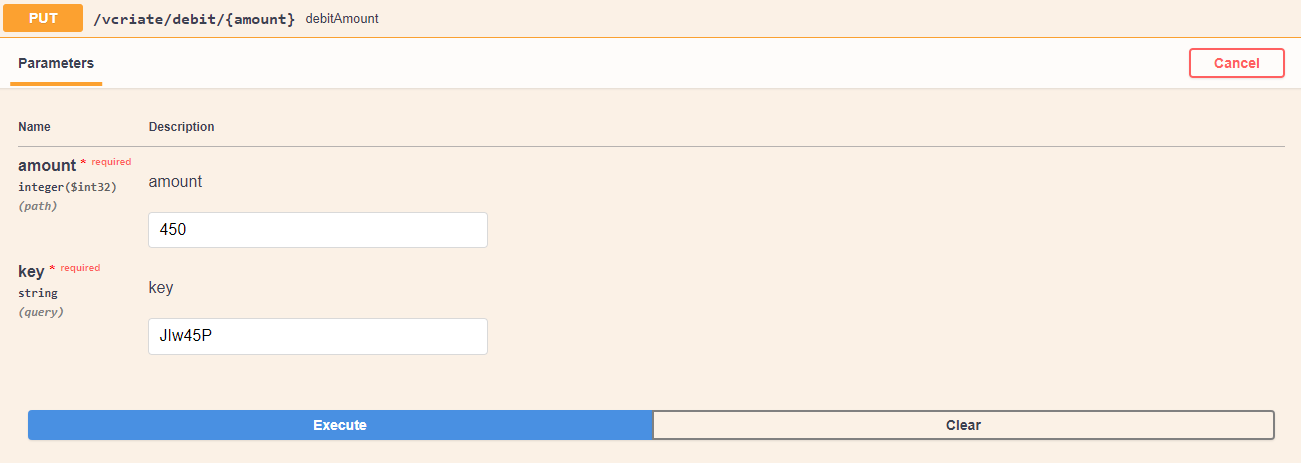 PUT /vcriate/debit/{amount} debitAmount
Parameters
Cancel
Name Description
amount * required
integer($int32)
(path)
amount
450
key * required
string
(query)
key
JIw45P
Execute
Clear